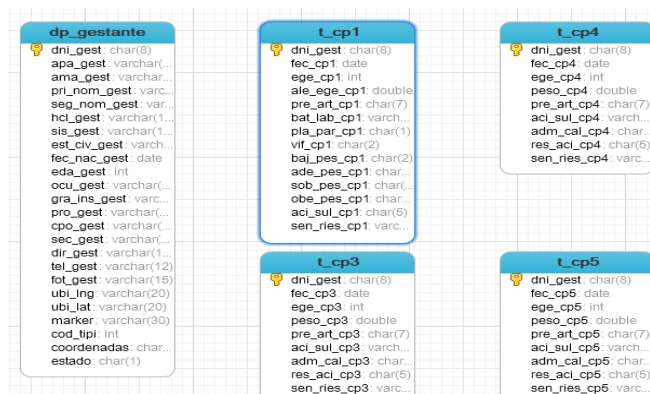 dp_gestante
dni_gest: char(8)
apa_gest: varchar(...
ama_gest: varchar...
pri_nom_gest: varc...
seg_nom_gest: var...
hcl_gest: varchar(1...
sis_gest: varchar(1...
est_civ_gest: varch...
fec_nac_gest: date
eda_gest: int
ocu_gest: varchar(...
gra_ins_gest: varc...
pro_gest: varchar(...
cpo_gest: varchar(...
sec_gest: varchar(...
dir_gest: varchar(1...
tel_gest: varchar(12)
fot_gest: varchar(15)
ubi_lng: varchar(20)
ubi_lat: varchar(20)
marker: varchar(30)
cod_tipi: int
coordenadas: char...
estado: char(1)
t_cp1
dni_gest: char(8)
fec_cp1: date
ege_cp1: int
ale_ege_cp1: double
pre_art_cp1: char(7)
bat_lab_cp1: varch...
pla_par_cp1: char(1)
vif_cp1: char(2)
baj_pes_cp1: char(2)
ade_pes_cp1: char...
sob_pes_cp1: char(...
obe_pes_cp1: char...
aci_sul_cp1: char(5)
sen_ries_cp1: varc...
t_cp4
dni_gest: char(8)
fec_cp4: date
ege_cp4: int
peso_cp4: double
pre_art_cp4: char(7)
aci_sul_cp4: varch...
adm_cal_cp4: char...
res_aci_cp4: char(5)
sen_ries_cp4: varc...
t_cp3
dni_gest: char(8)
fec_cp3: date
ege_cp3: int
peso_cp3: double
pre_art_cp3: char(7)
aci_sul_cp3: varch...
adm_cal_cp3: char...
res_aci_cp3: char(5)
sen_ries_cp3: varc...
t_cp5
dni_gest: char(8)
fec_cp5: date
ege_cp5: int
peso_cp5: double
pre_art_cp5: char(7)
aci_sul_cp5: varch...
adm_cal_cp5: char...
res_aci_cp5: char(5)
sen_ries_cp5: varc...